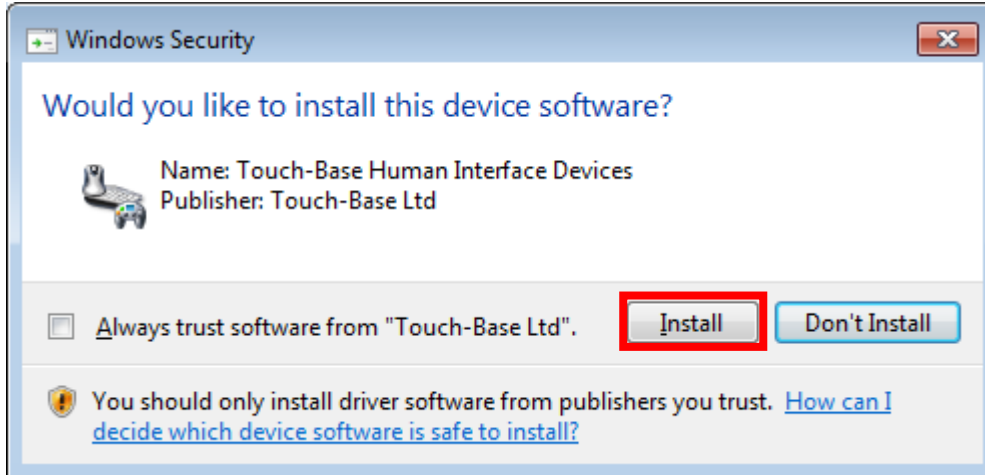 Windows Security
Would you like to install this device software?
Name: Touch-Base Human Interface Devices
Publisher: Touch-Base Ltd
Always trust software from "Touch-Base Ltd".
Install
Don't Install
You should only install driver software from publishers you trust. How can I
decide which device software is safe to install?